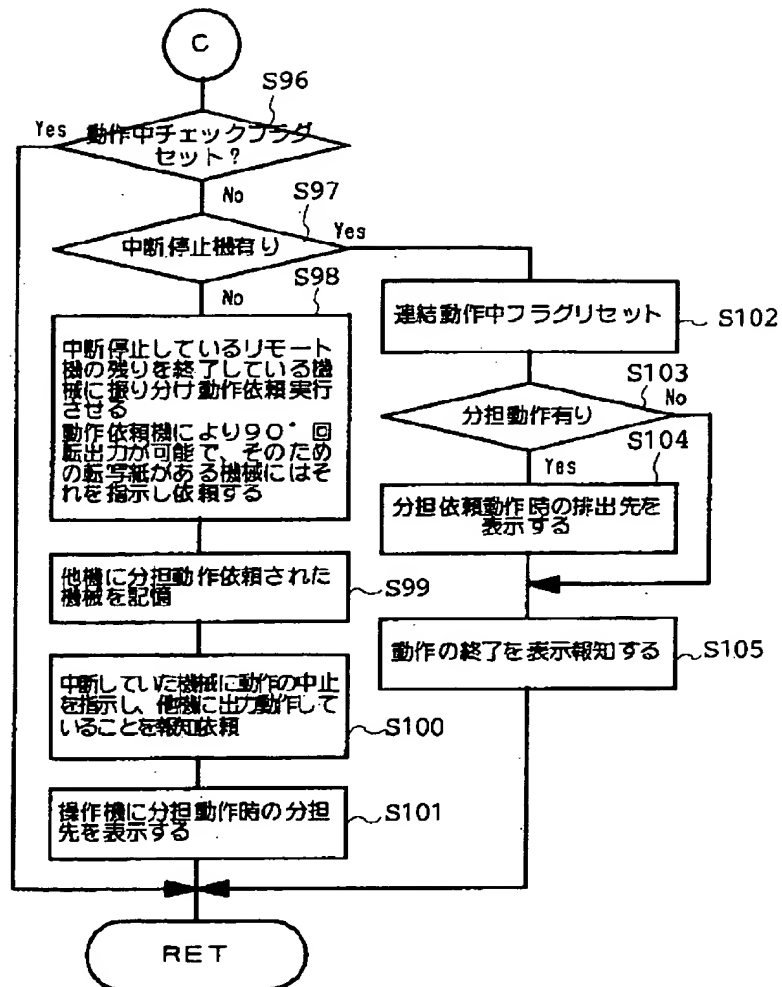 C
S96
Yes
動作中チェックフラグ
セット?
No
S97
Yes
中断停止機有り
No
S98
中断停止しているリモート
機の残りを終了している機
械に振り分け動作依頼実行
させる
動作依頼機により90°回
転出力が可能で、そのため
の転写紙がある機械にはそ
れを指示し依頼する
他機に分担動作依頼された
機械を記憶
S99
中断していた機械に動作の中止
を指示し、他機に出力動作して
いることを報知依頼
S100
操作機に分担動作時の分担
先を表示する
S101
連結動作中フラグリセット
S102
S103
分担動作有り
No
Yes
S104
分担依頼動作時の排出先を
表示する
動作の終了を表示報知する
S105
RET